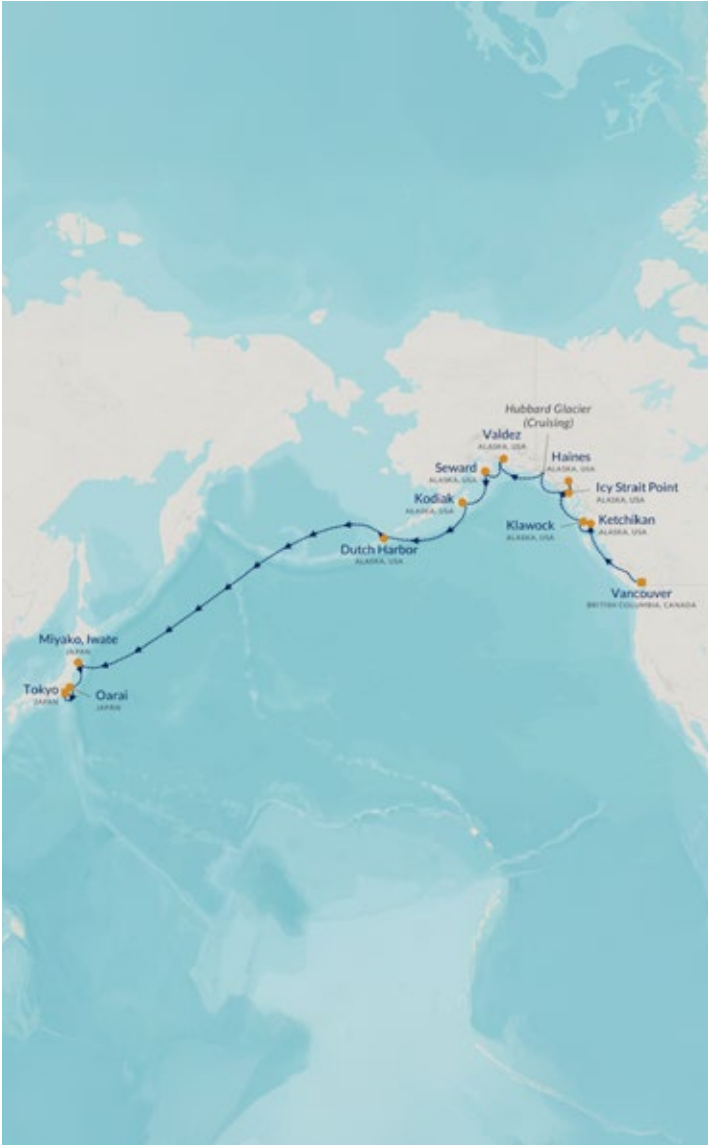 Hubbard Glacier
(Cruising)
Valdez
ALASKA, USA
Haines
ALASKA, USA
Seward
ALASKA, USA
Icy Strait Point
ALASKA, USA
Kodiak
ALASKA, USA
Klawock
ALASKA, USA
Ketchikan
ALASKA, USA
Dutch Harbor
ALASKA, USA
Vancouver
BRITISH COLUMBIA, CANADA
Miyako, Iwate
JAPAN
Tokyo
JAPAN
Oarai
JAPAN